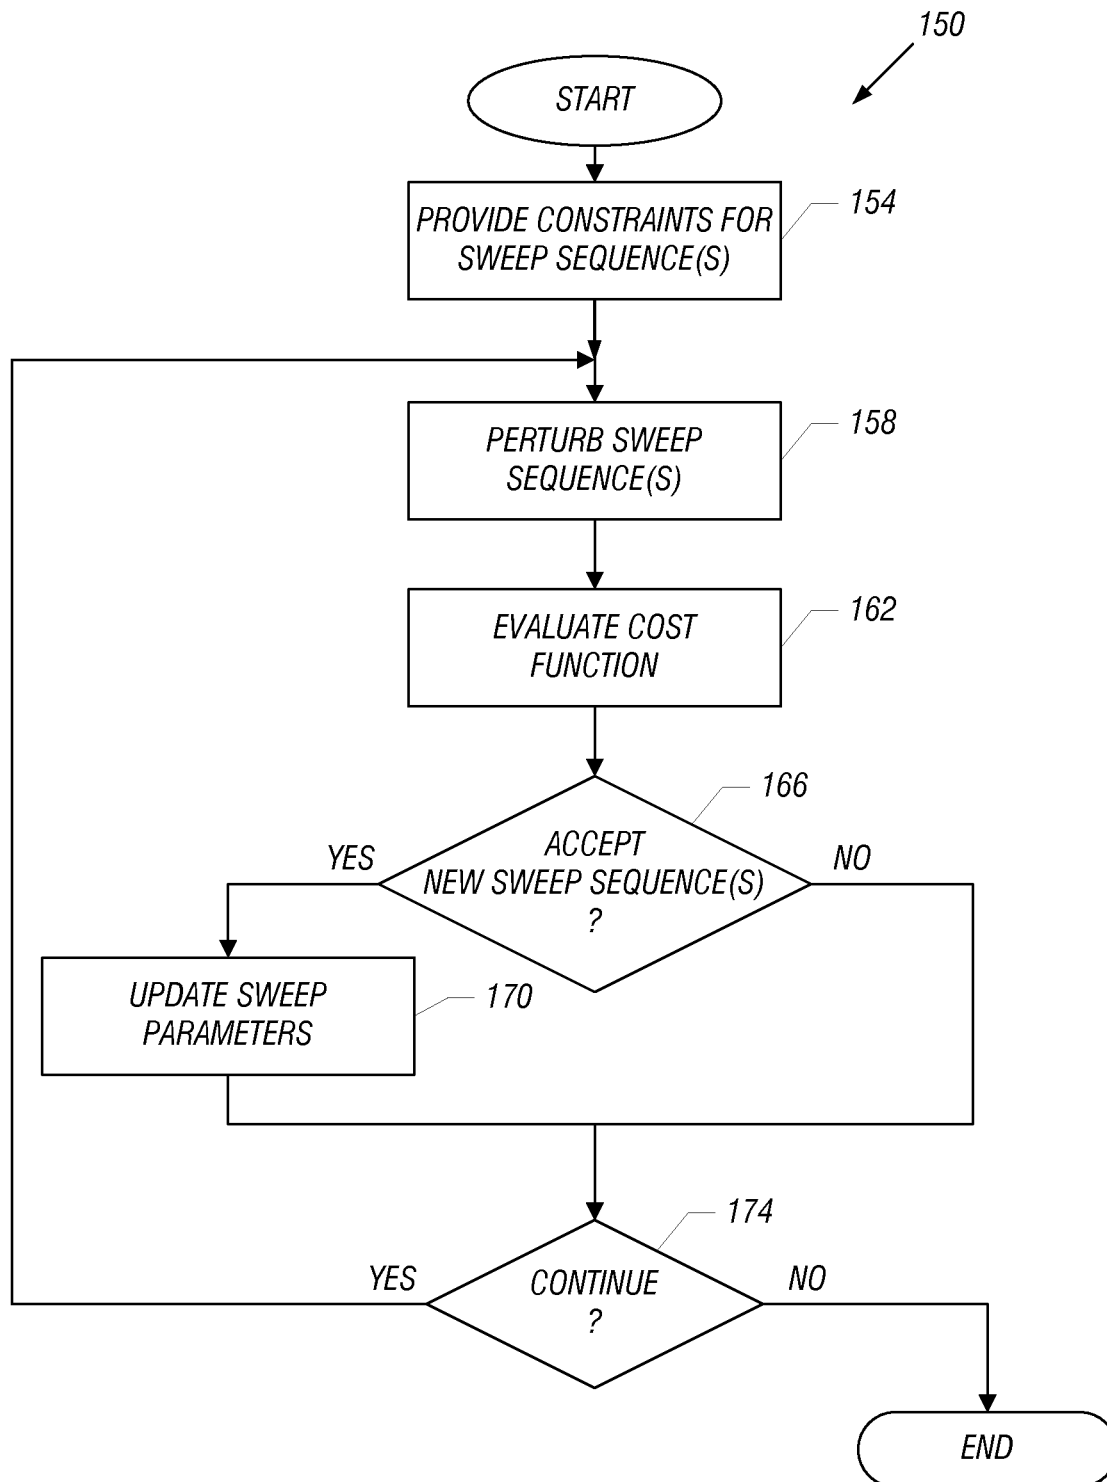 150
START
PROVIDE CONSTRAINTS FOR
SWEEP SEQUENCE(S)
154
PERTURB SWEEP
SEQUENCE(S)
158
EVALUATE COST
FUNCTION
162
166
YES
ACCEPT
NEW SWEEP SEQUENCE(S)
?
NO
UPDATE SWEEP
PARAMETERS
170
174
YES
CONTINUE
?
NO
END